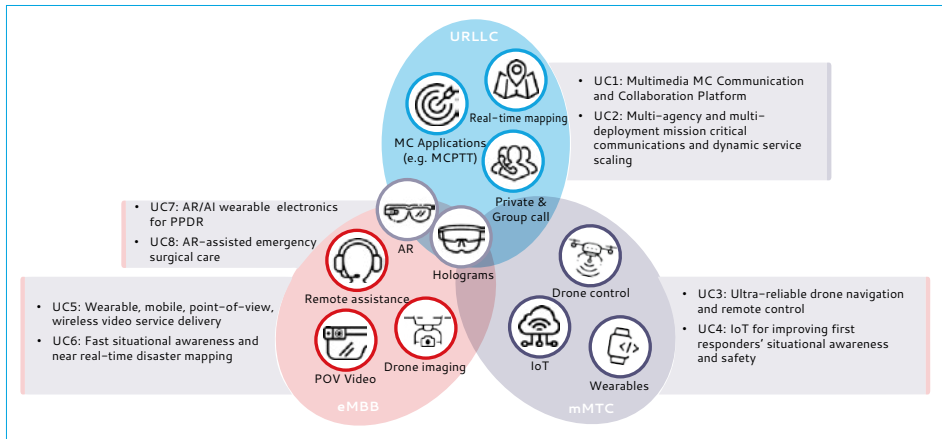 URLLC
Real-time mapping
MC Applications
(e.g. MCPTT)
Private &
Group call
• UC1: Multimedia MC Communication
and Collaboration Platform
• UC2: Multi-agency and multi-
deployment mission critical
communications and dynamic service
scaling
• UC7: AR/AI wearable electronics
for PPDR
• UC8: AR-assisted emergency
surgical care
AR
Holograms
• UC5: Wearable, mobile, point-of-view,
wireless video service delivery
• UC6: Fast situational awareness and
near real-time disaster mapping
Remote assistance
POV Video
Drone imaging
eMBB
Drone control
IoT
Wearables
mMTC
• UC3: Ultra-reliable drone navigation
and remote control
• UC4: IoT for improving first
responders' situational awareness
and safety